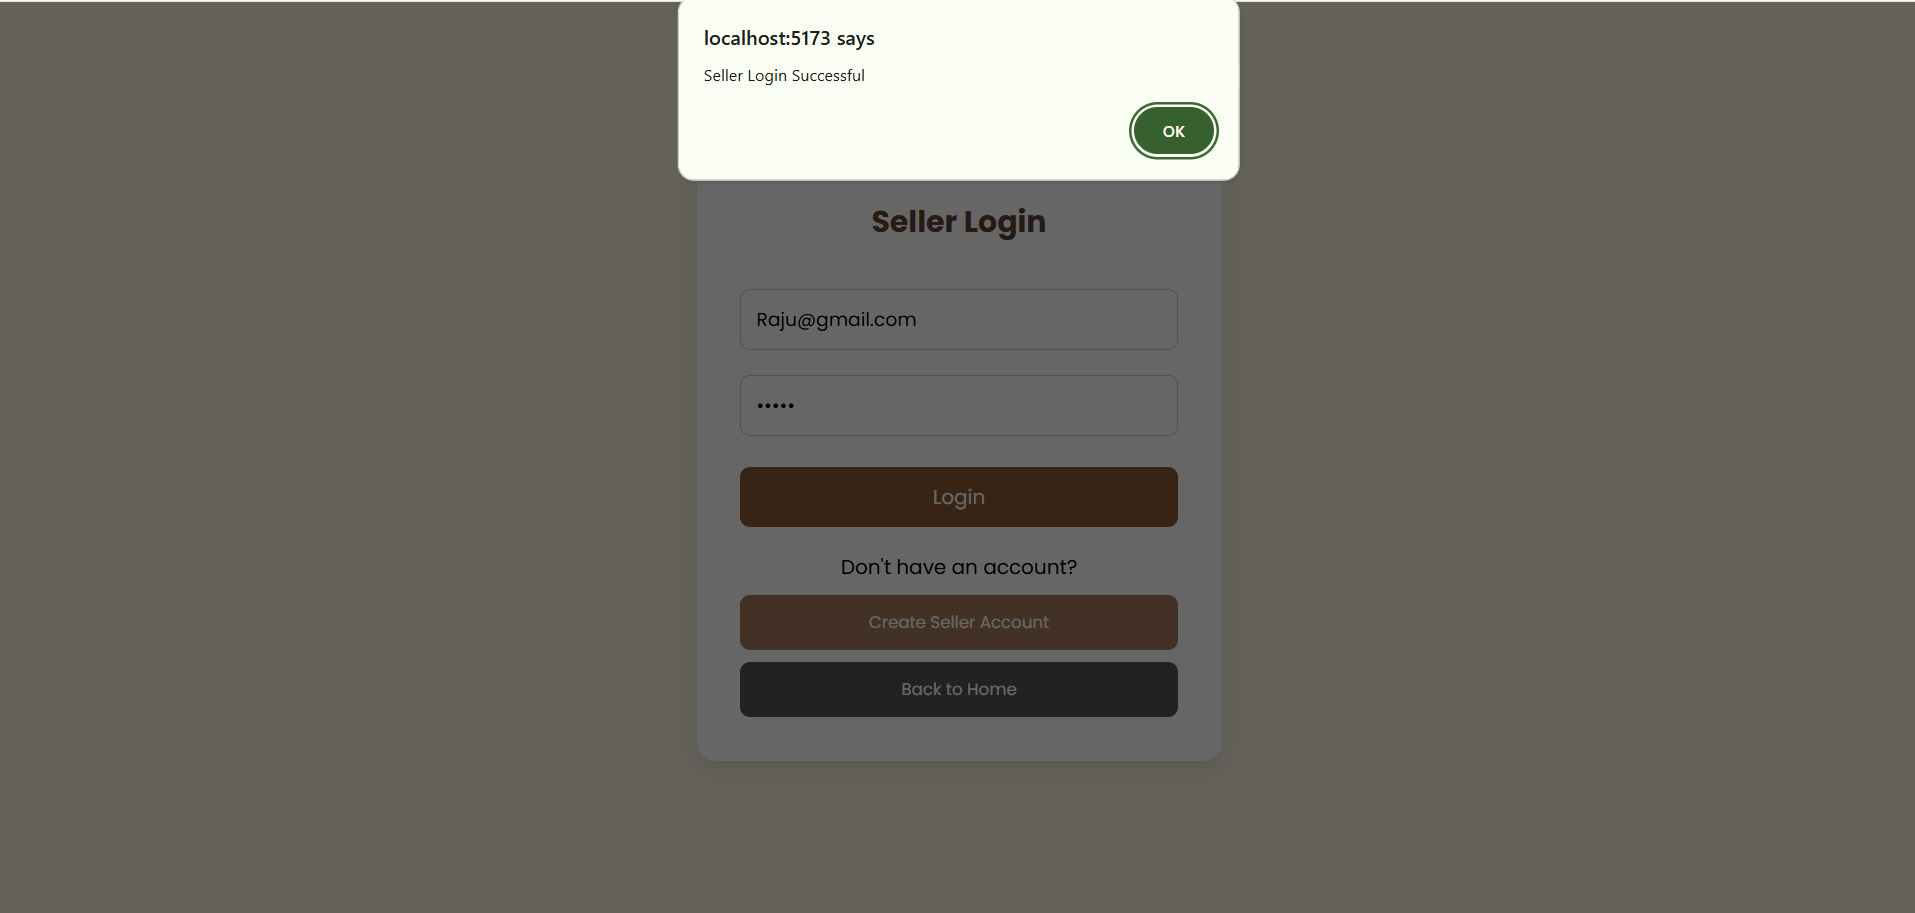 localhost:5173 says
Seller Login Successful
OK
Seller Login
Raju@gmail.com
•••••
Login
Don't have an account?
Create Seller Account
Back to Home